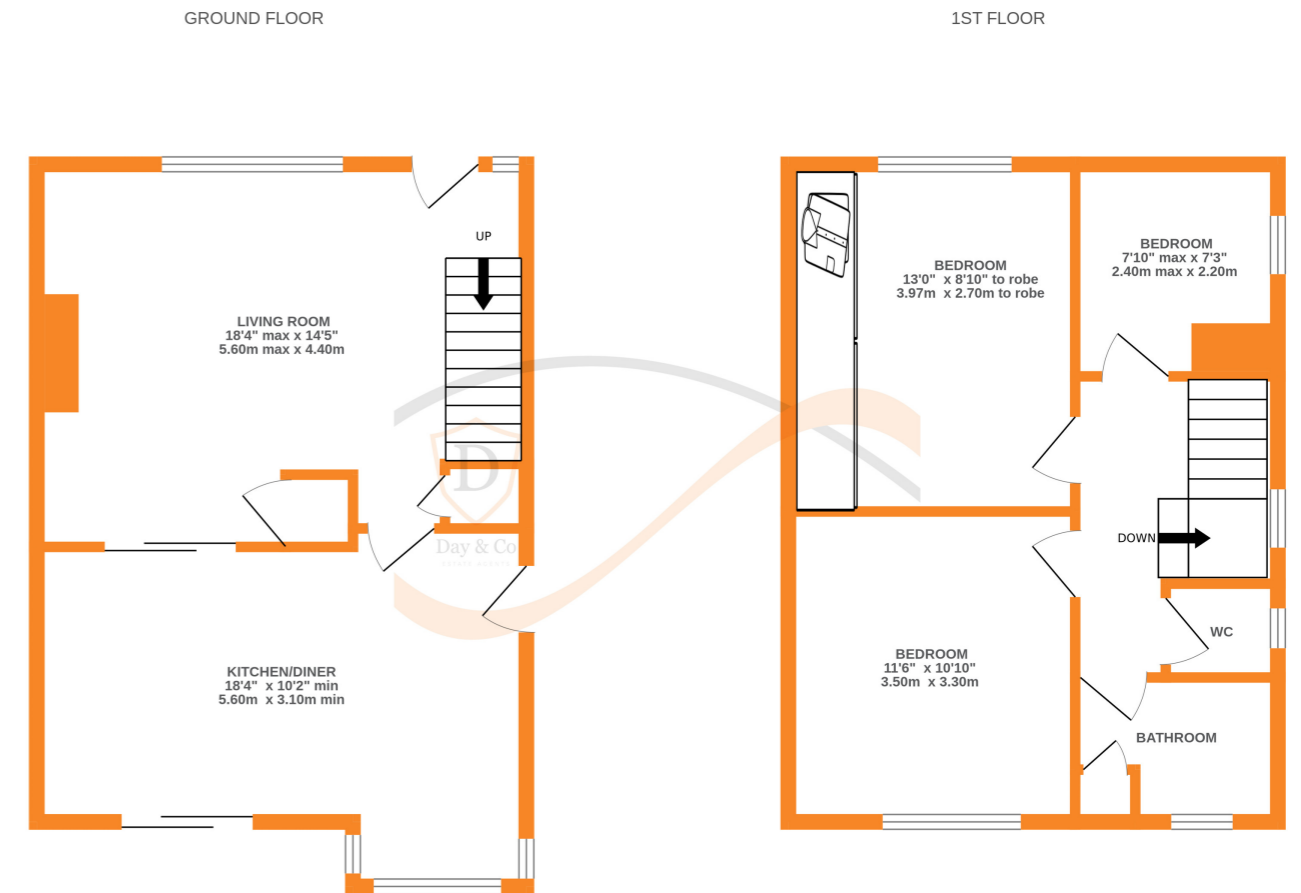 GROUND FLOOR
1ST FLOOR
UP
LIVING ROOM
18'4" max x 14'5"
5.60m max x 4.40m
BEDROOM
13'0" x 8'10" to robe
3.97m x 2.70m to robe
BEDROOM
7'10" max x 7'3"
2.40m max x 2.20m
D
Day & Co
ESTATE AGENTS
DOWN
KITCHEN/DINER
18'4" x 10'2" min
5.60m x 3.10m min
BEDROOM
11'6" x 10'10"
3.50m x 3.30m
WC
BATHROOM